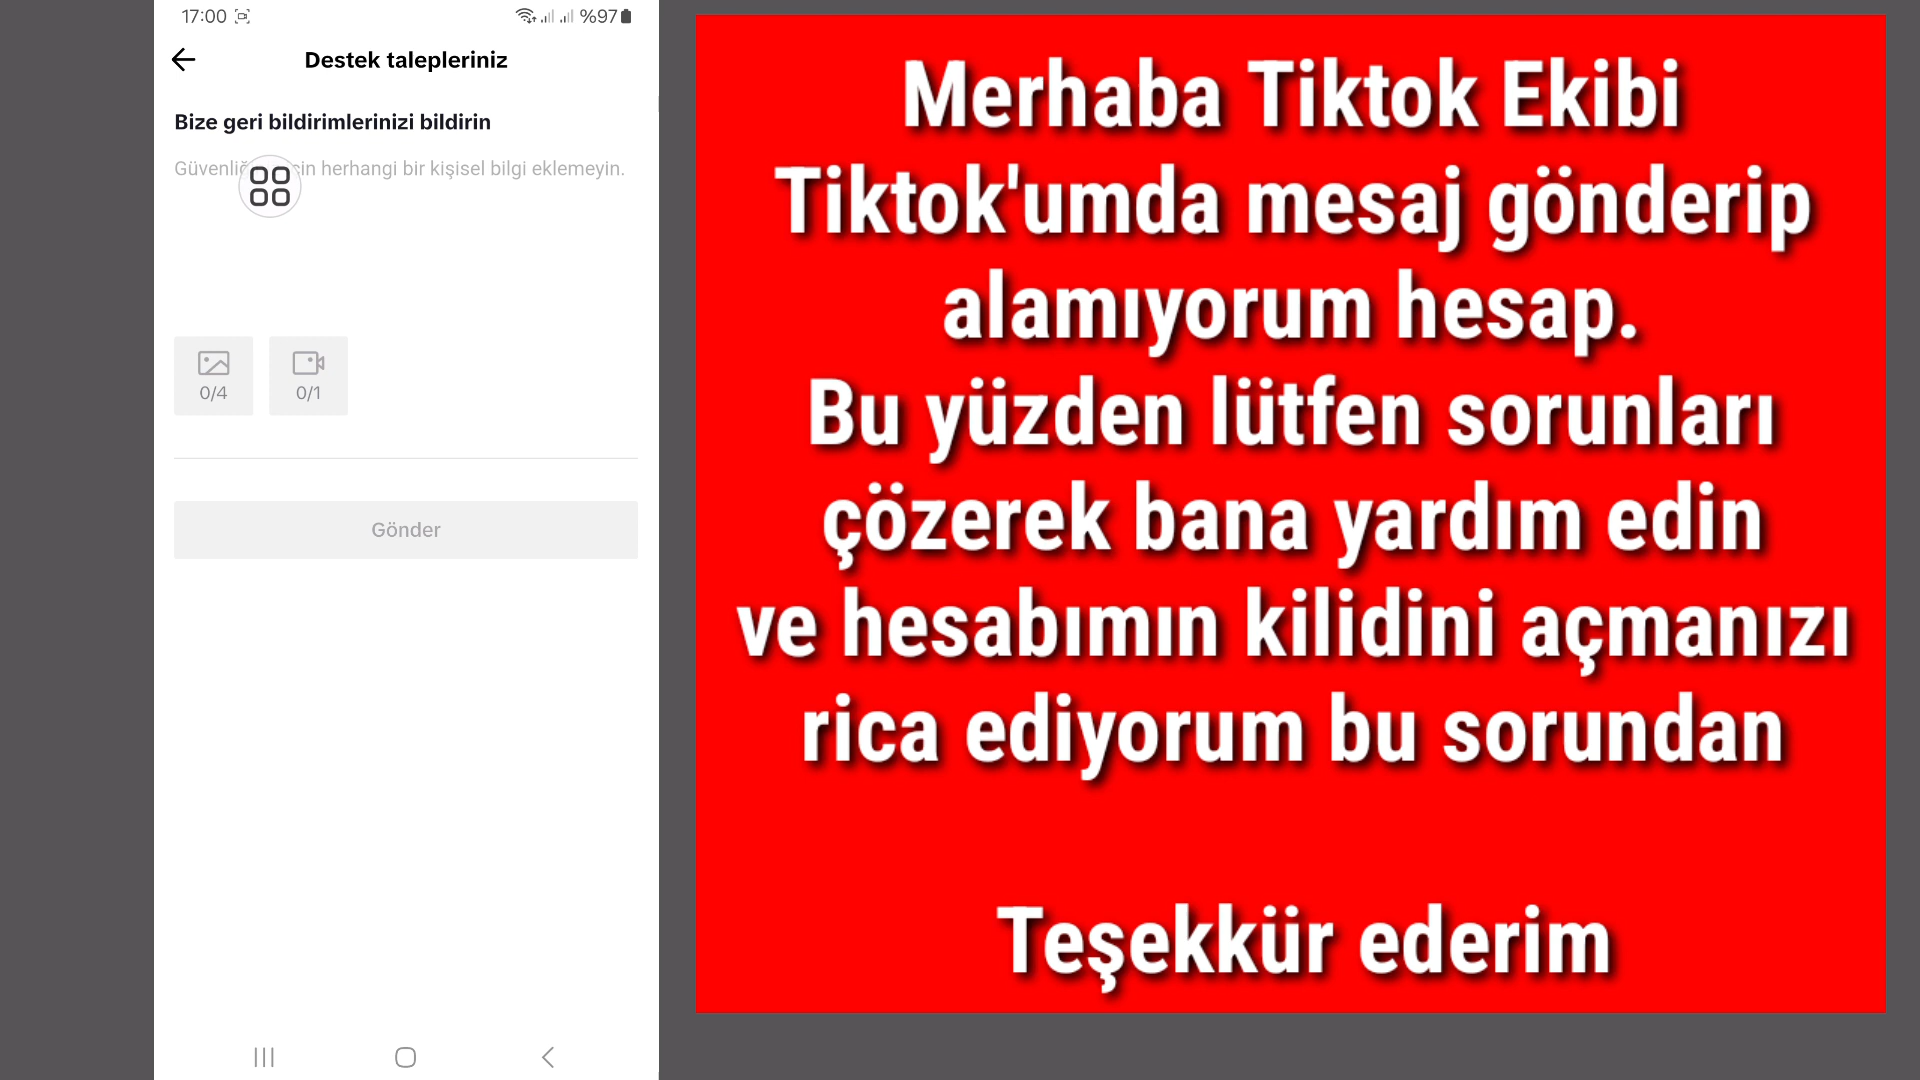 17:00
%97
Destek talepleriniz
Bize geri bildirimlerinizi bildirin
herhangi bir kişisel bilgi eklemeyin.
0/4
0/1
Gönder
Merhaba Tiktok Ekibi
Tiktok'umda mesaj gönderip
alamıyorum hesap.
Bu yüzden lütfen sorunları
çözerek bana yardım edin
ve hesabımın kilidini açmanızı
rica ediyorum bu sorundan
Teşekkür ederim